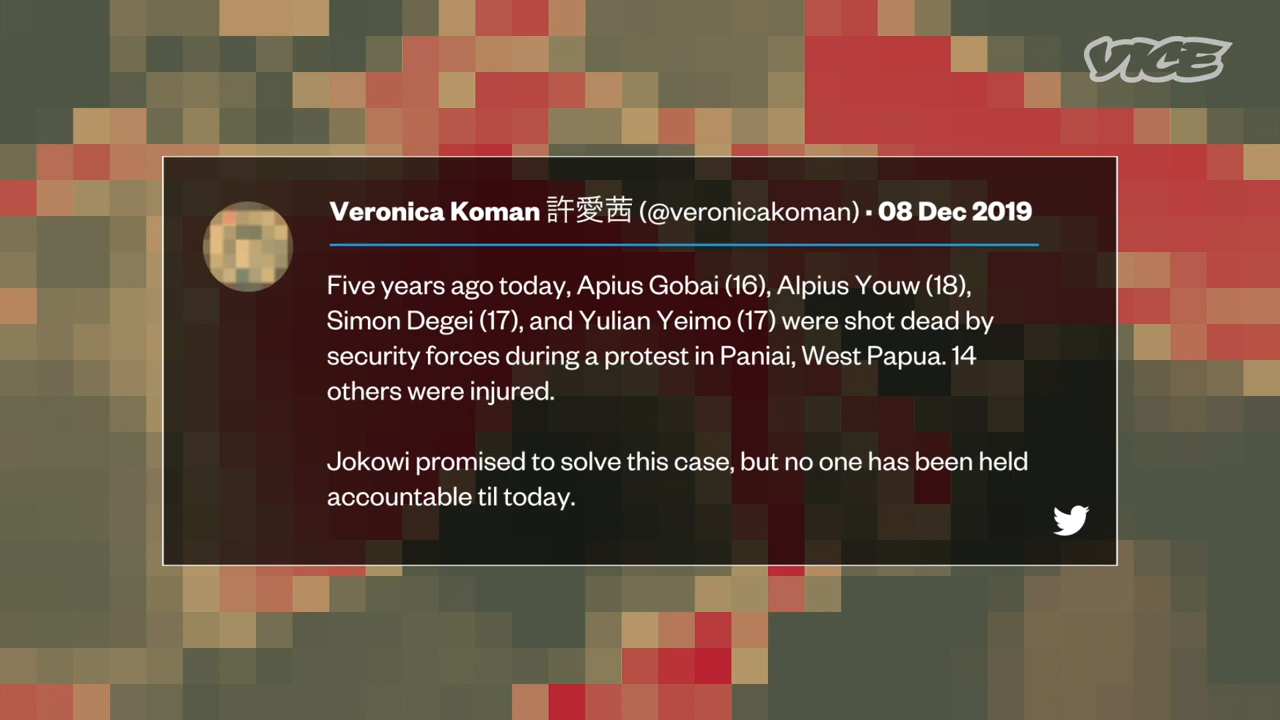 VICE
Veronica Koman 許愛茜 (@veronicakoman) · 08 Dec 2019
Five years ago today, Apius Gobai (16), Alpius Youw (18),
Simon Degei (17), and Yulian Yeimo (17) were shot dead by
security forces during a protest in Paniai, West Papua. 14
others were injured.
Jokowi promised to solve this case, but no one has been held
accountable til today.